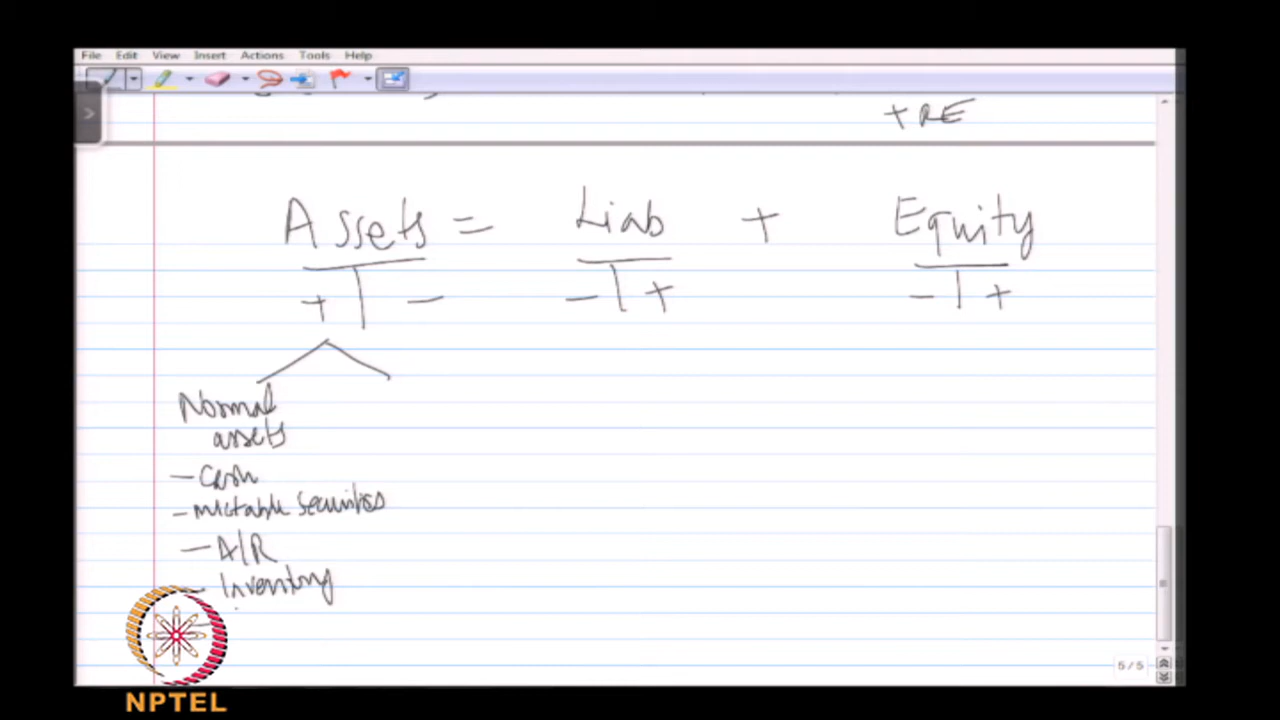 File Edit View Insert Actions Tools Help
+ RE
Assets = Liab + Equity
+ - - + - +
Normal
assets
- Cash
- Mktable Securities
- A/R
- Inventory
-
5 / 5
NPTEL